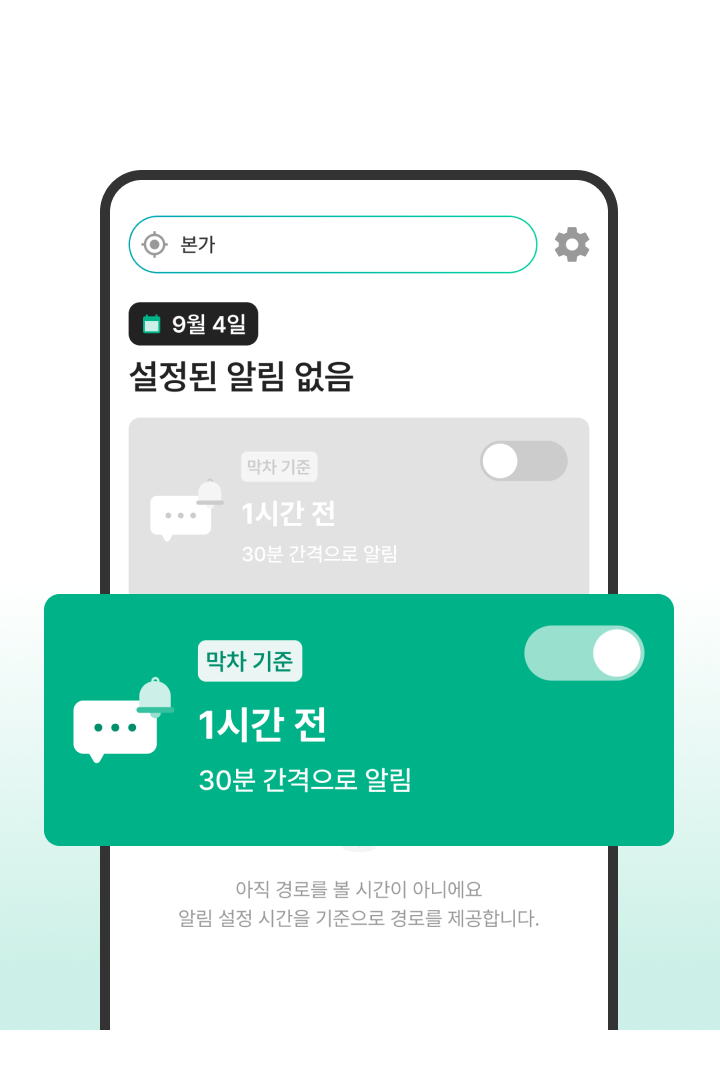 본가
9월 4일
설정된 알림 없음
막차 기준
1시간 전
30분 간격으로 알림
막차 기준
1시간 전
30분 간격으로 알림
아직 경로를 볼 시간이 아니에요
알림 설정 시간을 기준으로 경로를 제공합니다.